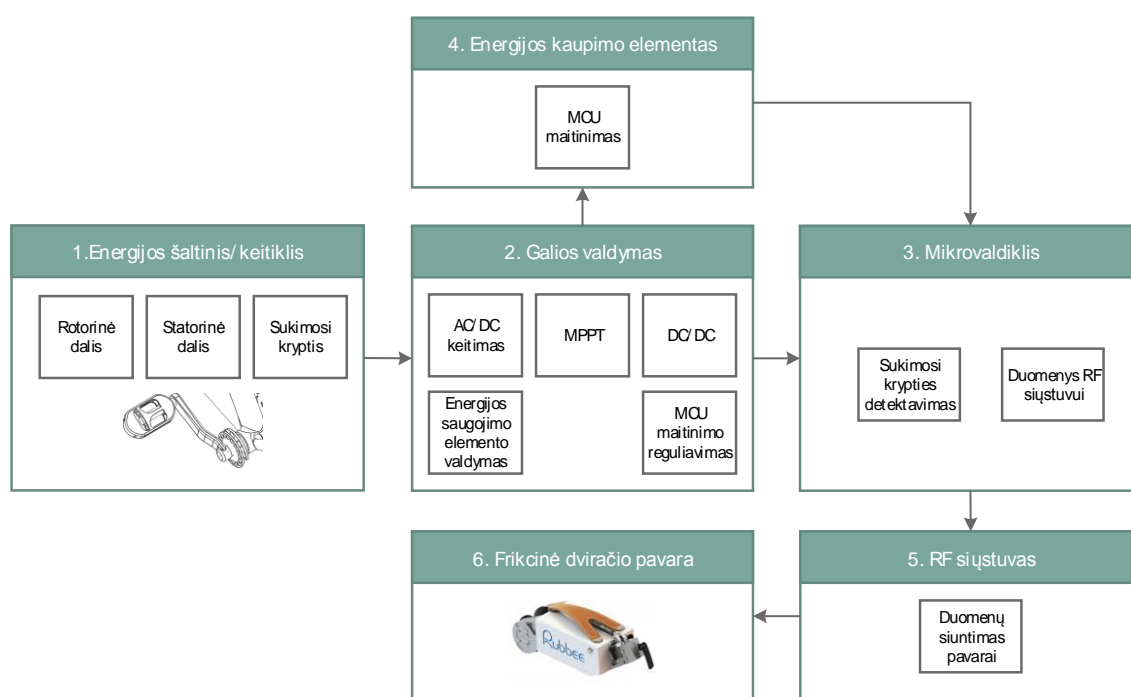 4. Energijos kaupimo elementas
MCU
maitinimas
1.Energijos šaltinis/ keitiklis
Rotorinė
dalis
Statorinė
dalis
Sukimosi
kryptis
2. Galios valdymas
AC/DC
keitimas
MPPT
DC/DC
Energijos
saugojimo
elemento
valdymas
MCU
maitinimo
reguliavimas
3. Mikrovaldiklis
Sukimosi
krypties
detektavimas
Duomenys RF
siųstuvui
6. Frikcinė dviračio pavara
Rubbee
5. RF siųstuvas
Duomenų
siuntimas
pavarai